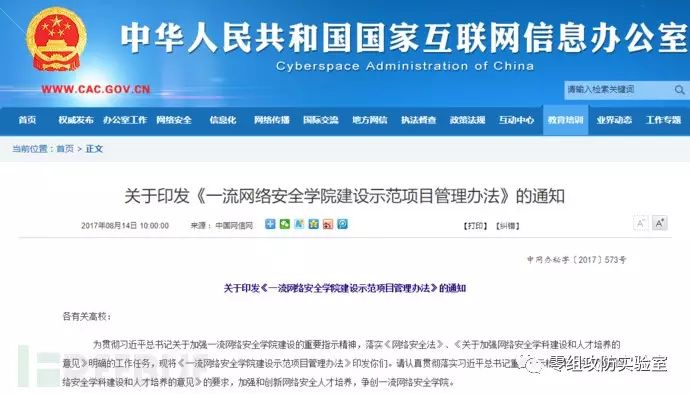 中华人民共和国国家互联网信息办公室
Cyberspace Administration of China
WWW.CAC.GOV.CN
请输入检索关键词
首页 权威发布 办公室工作 网络安全 信息化 网络传播 国际交流 地方网信 执法督查 政策法规 互动中心 教育培训 业界动态 工作专题
当前位置：首页 > 正文
关于印发《一流网络安全学院建设示范项目管理办法》的通知
2017年08月14日 10:00:00 来源：中国网信网 【打印】【纠错】 A- A+
中网办秘字〔2017〕573号
关于印发《一流网络安全学院建设示范项目管理办法》的通知
各有关高校：
为贯彻习近平总书记关于加强一流网络安全学院建设的重要指示精神，落实《网络安全法》、《关于加强网络安全学科建设和人才培养的
意见》明确的工作任务，现将《一流网络安全学院建设示范项目管理办法》印发你们。请认真贯彻落实习近平总书记重
络安全学科建设和人才培养的意见》的要求，加强和创新网络安全人才培养，争创一流网络安全学院。
零组攻防实验室